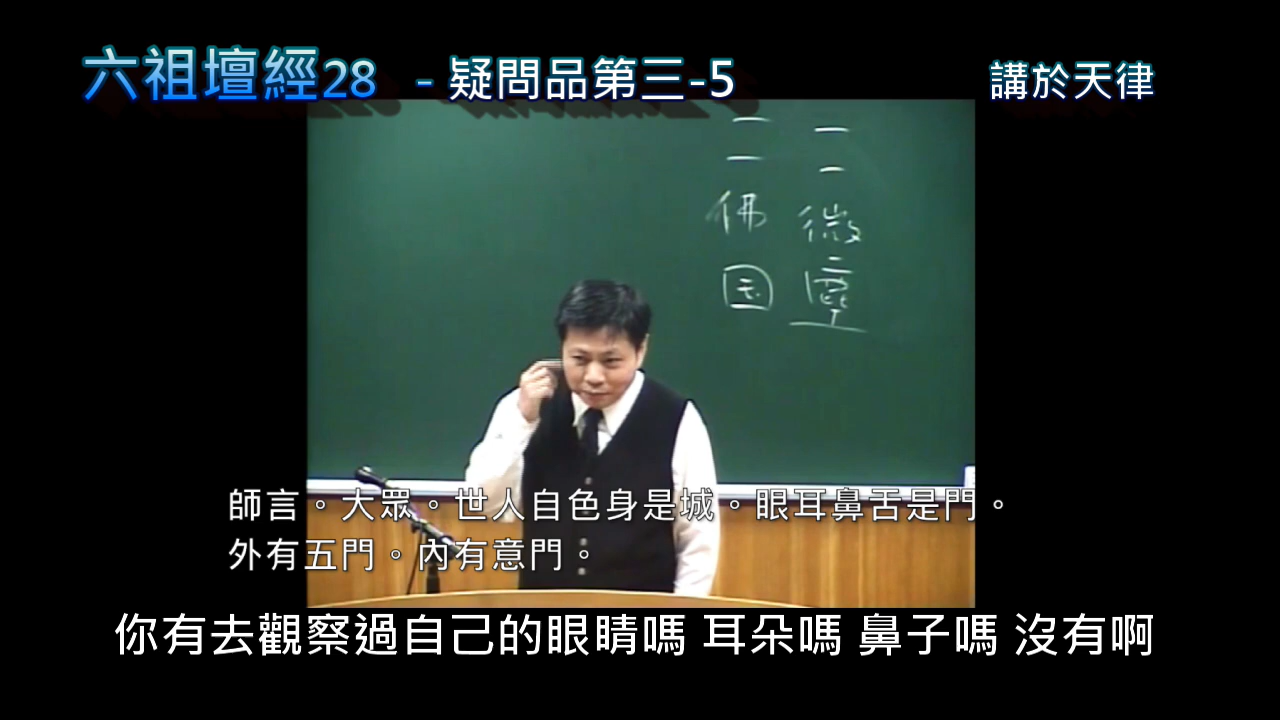 六祖壇經28 - 疑問品第三-5
講於天律
一一微塵
一一佛国
師言。大眾。世人自色身是城。眼耳鼻舌是門。
外有五門。內有意門。
你有去觀察過自己的眼睛嗎 耳朵嗎 鼻子嗎 沒有啊